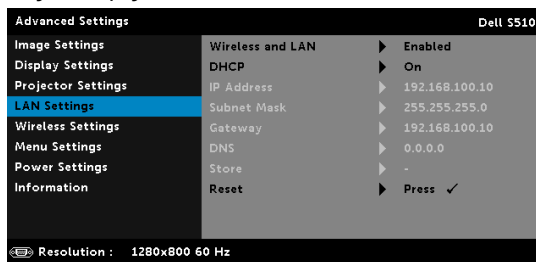 Advanced Settings Dell S510
Image Settings Wireless and LAN Enabled
Display Settings DHCP On
Projector Settings IP Address 192.168.100.10
LAN Settings Subnet Mask 255.255.255.0
Wireless Settings Gateway 192.168.100.10
Menu Settings DNS 0.0.0.0
Power Settings Store -
Information Reset Press ✓
Resolution : 1280x800 60 Hz